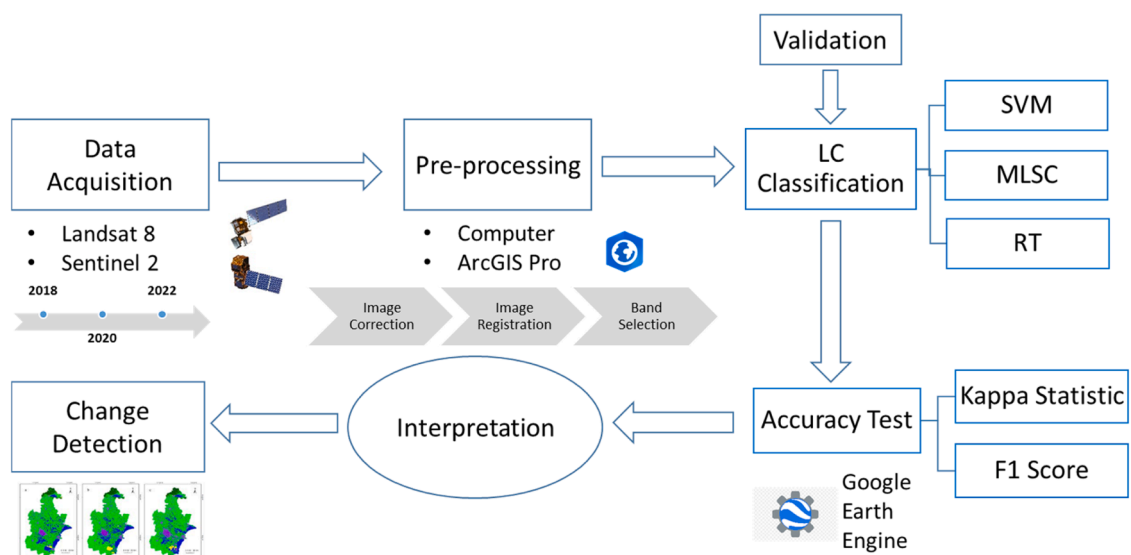 Validation
Data
Acquisition
Pre-processing
LC
Classification
SVM
MLSC
RT
• Landsat 8
• Sentinel 2
2018
2022
2020
• Computer
• ArcGIS Pro
Image
Correction
Image
Registration
Band
Selection
Change
Detection
Interpretation
Accuracy Test
Kappa Statistic
F1 Score
Google
Earth
Engine